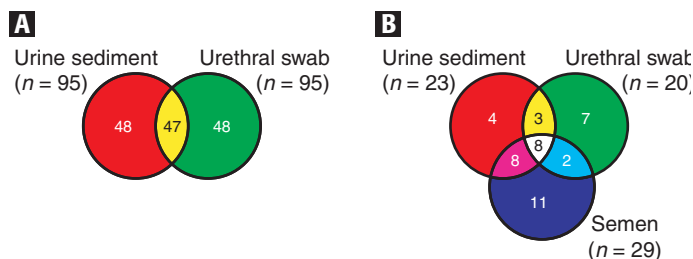 A
Urine sediment
(n = 95)
Urethral swab
(n = 95)
48
47
48
B
Urine sediment
(n = 23)
Urethral swab
(n = 20)
4
3
7
8
8
2
11
Semen
(n = 29)